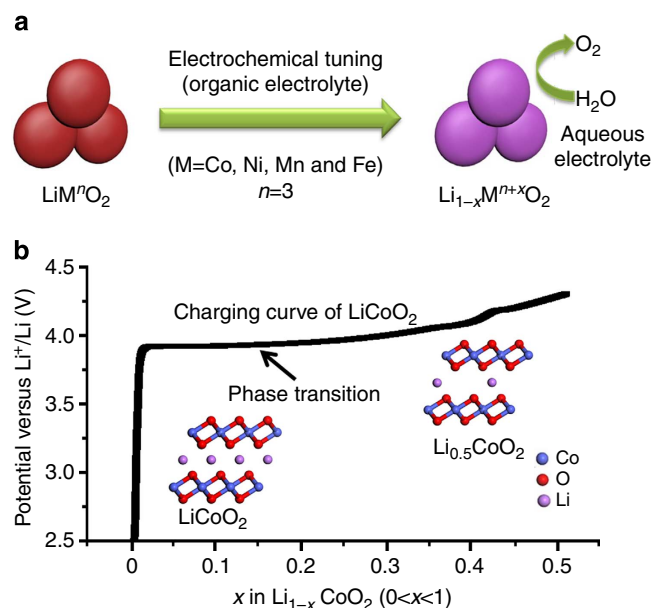 a
Electrochemical tuning
(organic electrolyte)
(M=Co, Ni, Mn and Fe)
n=3
LiMⁿO₂
O₂
H₂O
Aqueous
electrolyte
Li₁₋ₓMⁿ⁺ˣO₂
b
Potential versus Li⁺/Li (V)
4.5
4.0
3.5
3.0
2.5
Charging curve of LiCoO₂
Phase transition
LiCoO₂
Li₀.₅CoO₂
Co
O
Li
0
0.1
0.2
0.3
0.4
0.5
x in Li₁₋ₓ CoO₂ (0<x<1)